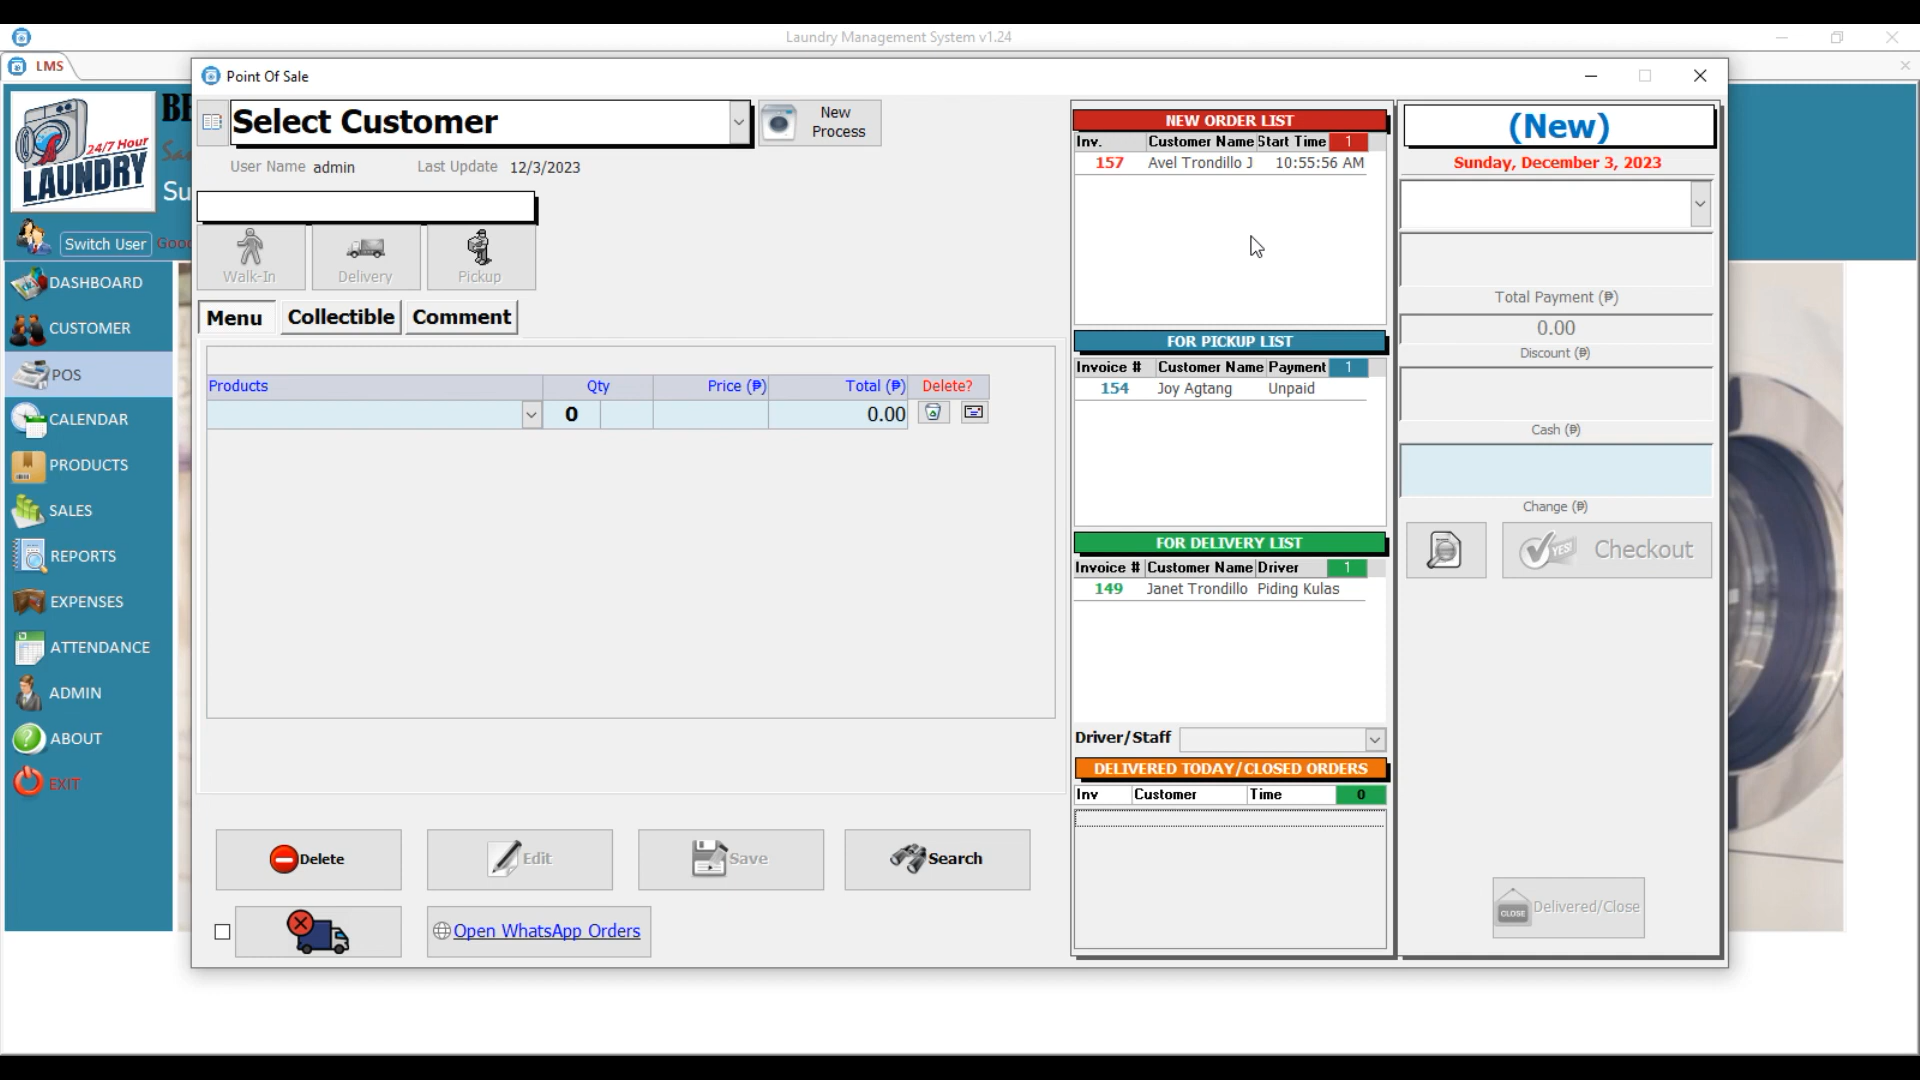 Laundry Management System v1.24
LMS
Point Of Sale
24/7 Hour
LAUNDRY
BE
Sa
Su
Switch User
Good
DASHBOARD
CUSTOMER
POS
CALENDAR
PRODUCTS
SALES
REPORTS
EXPENSES
ATTENDANCE
ADMIN
ABOUT
EXIT
Select Customer
New
Process
User Name admin
Last Update 12/3/2023
Walk-In
Delivery
Pickup
Menu
Collectible
Comment
Products Qty Price (₱) Total (₱) Delete?
0 0.00
Delete
Edit
Save
Search
Open WhatsApp Orders
NEW ORDER LIST
Inv. Customer Name Start Time 1
157 Avel Trondillo J 10:55:56 AM
FOR PICKUP LIST
Invoice # Customer Name Payment 1
154 Joy Agtang Unpaid
FOR DELIVERY LIST
Invoice # Customer Name Driver 1
149 Janet Trondillo Piding Kulas
Driver/Staff
DELIVERED TODAY/CLOSED ORDERS
Inv Customer Time 0
(New)
Sunday, December 3, 2023
Total Payment (₱)
0.00
Discount (₱)
Cash (₱)
Change (₱)
YES!
Checkout
CLOSE
Delivered/Close